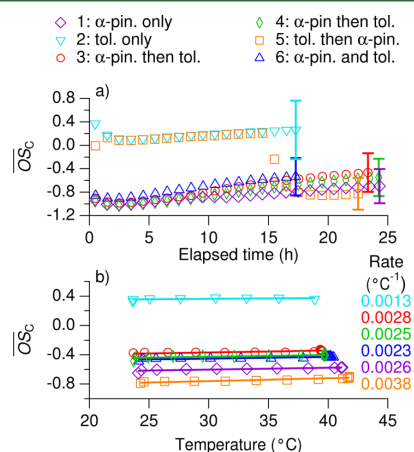 1: α-pin. only
2: tol. only
3: α-pin. then tol.
4: α-pin then tol.
5: tol. then α-pin.
6: α-pin. and tol.
a)
0.8
0.4
0.0
-0.4
-0.8
-1.2
OS_C
0 5 10 15 20 25
Elapsed time (h)
b)
0.4
0.0
-0.4
-0.8
OS_C
Rate
(°C⁻¹)
0.0013
0.0028
0.0025
0.0023
0.0026
0.0038
20 25 30 35 40 45
Temperature (°C)